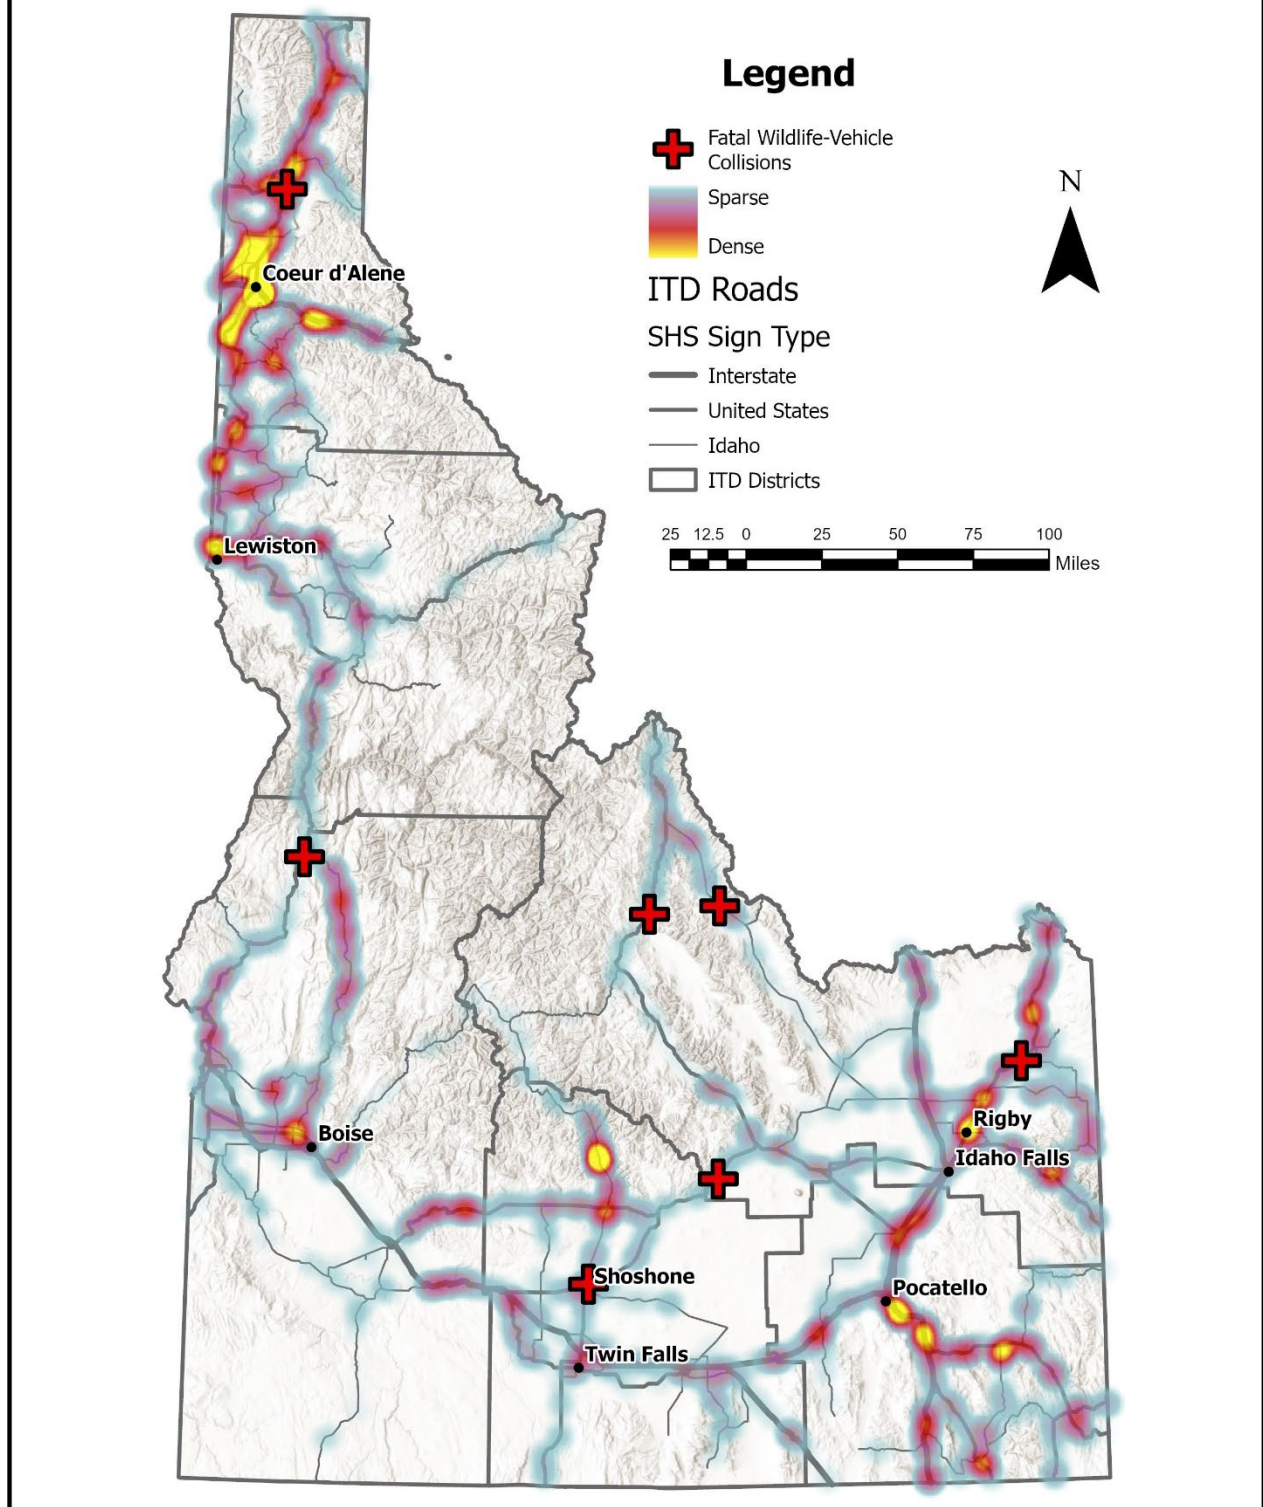 Legend
Fatal Wildlife-Vehicle
Collisions
Sparse
Dense
ITD Roads
SHS Sign Type
Interstate
United States
Idaho
ITD Districts
N
25 12.5 0 25 50 75 100
Miles
Coeur d'Alene
Lewiston
Boise
Rigby
Idaho Falls
Shoshone
Pocatello
Twin Falls